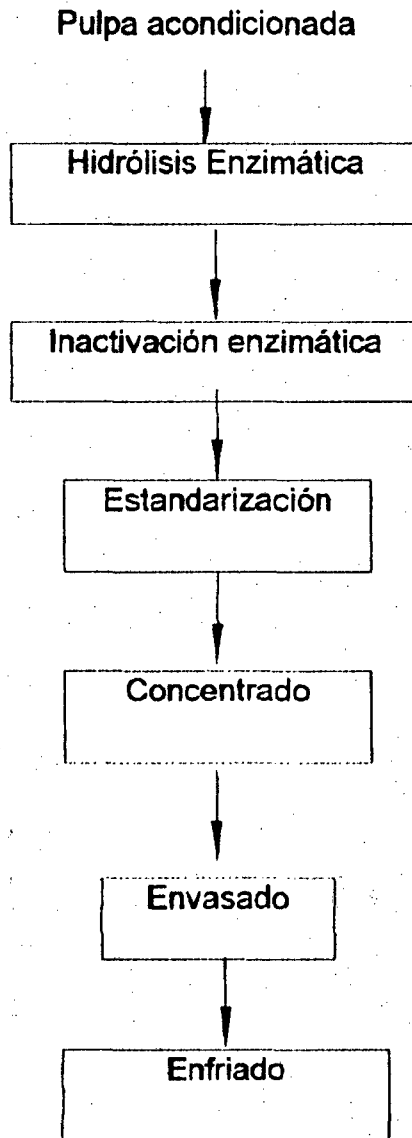 Pulpa acondicionada
Hidrólisis Enzimática
Inactivación enzimática
Estandarización
Concentrado
Envasado
Enfriado